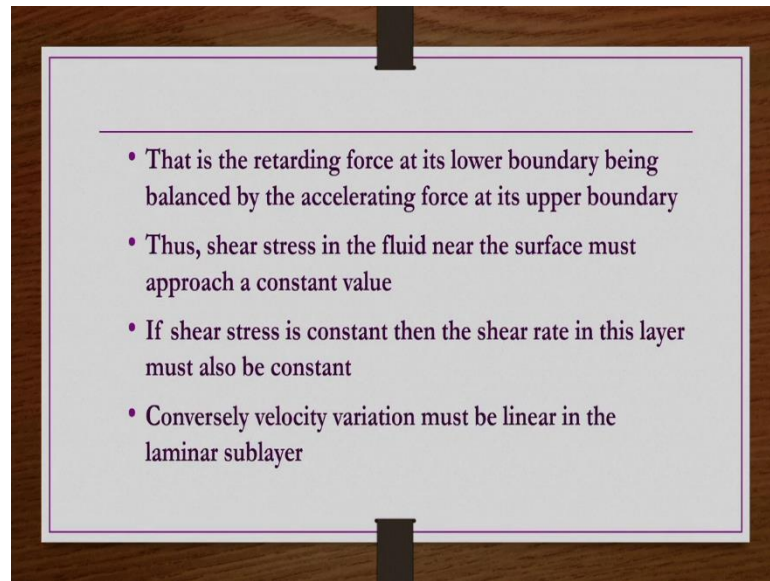 • That is the retarding force at its lower boundary being
balanced by the accelerating force at its upper boundary
• Thus, shear stress in the fluid near the surface must
approach a constant value
• If shear stress is constant then the shear rate in this layer
must also be constant
• Conversely velocity variation must be linear in the
laminar sublayer